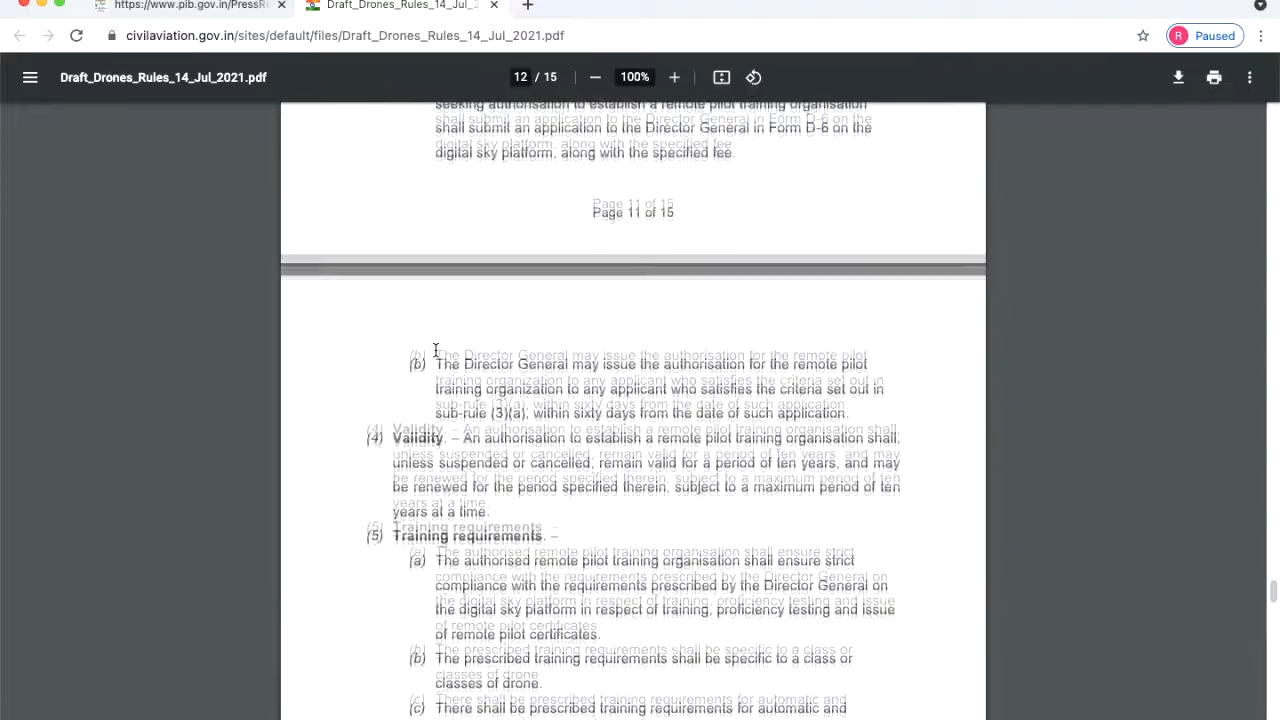 https://www.pib.gov.in/PressRe
Draft_Drones_Rules_14_Jul_2
civilaviation.gov.in/sites/default/files/Draft_Drones_Rules_14_Jul_2021.pdf
R Paused
Draft_Drones_Rules_14_Jul_2021.pdf
12 / 15
100%
seeking authorisation to establish a remote pilot training organisation
shall submit an application to the Director General in Form D-6 on the
digital sky platform, along with the specified fee.
Page 11 of 15
(b) The Director General may issue the authorisation for the remote pilot
training organization to any applicant who satisfies the criteria set out in
sub-rule (3)(a), within sixty days from the date of such application.
(4) Validity. – An authorisation to establish a remote pilot training organisation shall,
unless suspended or cancelled, remain valid for a period of ten years, and may
be renewed for the period specified therein, subject to a maximum period of ten
years at a time.
(5) Training requirements. –
(a) The authorised remote pilot training organisation shall ensure strict
compliance with the requirements prescribed by the Director General on
the digital sky platform in respect of training, proficiency testing and issue
of remote pilot certificates.
(b) The prescribed training requirements shall be specific to a class or
classes of drone.
(c) There shall be prescribed training requirements for automatic and